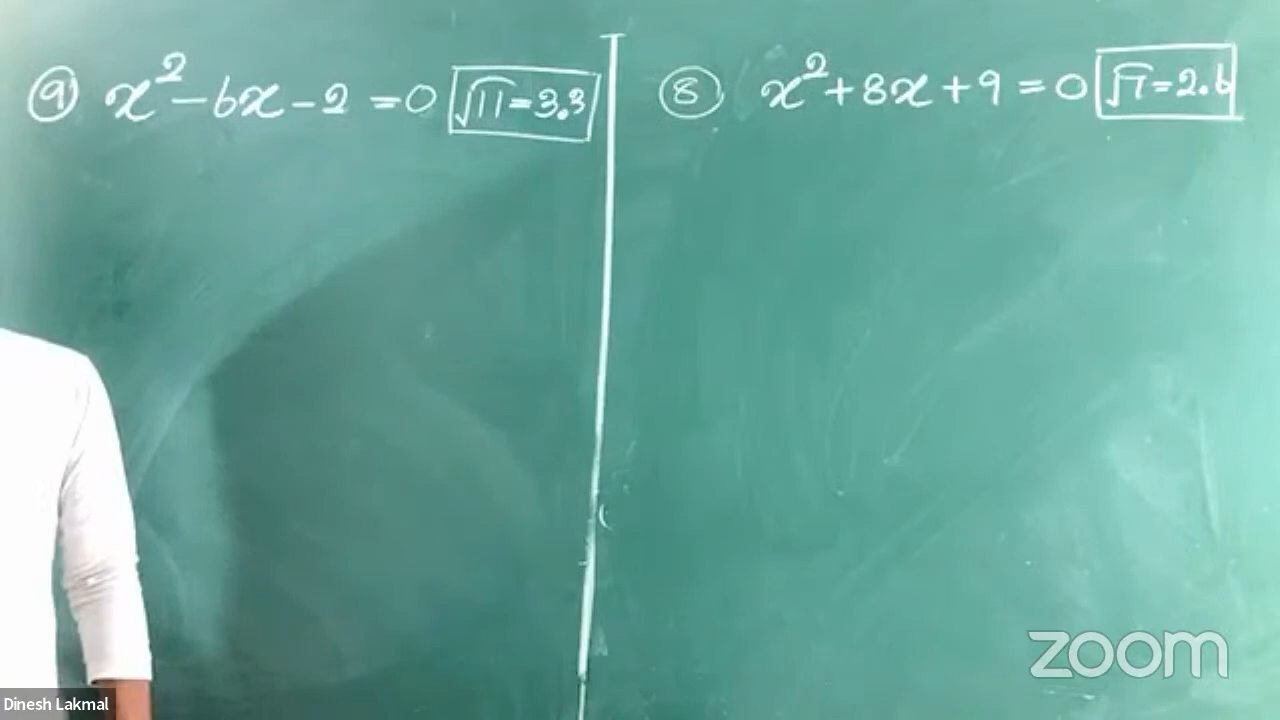 ⑨ x² - 6x - 2 = 0 √11 = 3.3
⑧ x² + 8x + 9 = 0 √7 = 2.6
zoom
Dinesh Lakmal